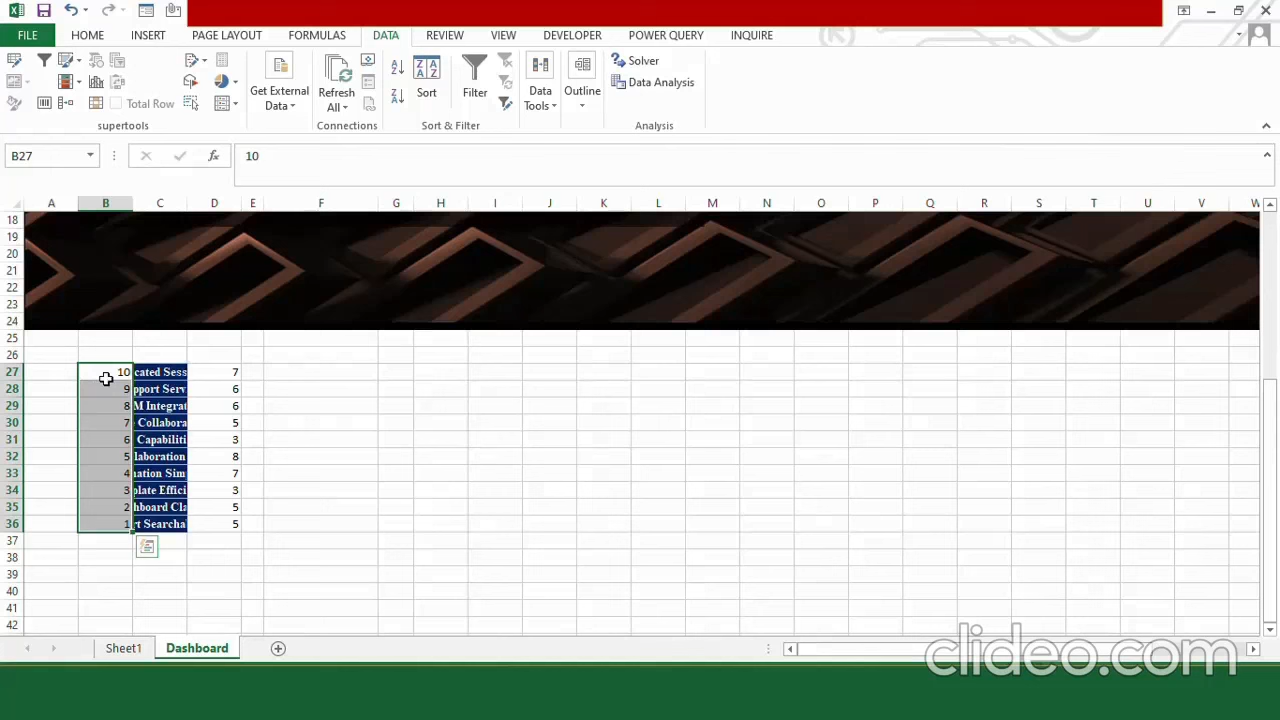 FILE HOME INSERT PAGE LAYOUT FORMULAS DATA REVIEW VIEW DEVELOPER POWER QUERY INQUIRE
Total Row
supertools
Get External Data
Refresh All
Connections
Sort
Filter
Sort & Filter
Data Tools
Outline
Solver
Data Analysis
Analysis
B27 fx 10
A B C D E F G H I J K L M N O P Q R S T U V W
18
19
20
21
22
23
24
25
26
27 10 cated Sess 7
28 9 pport Serv 6
29 8 M Integrat 6
30 7 Collabora 5
31 6 Capabiliti 3
32 5 laboration 8
33 4 nation Sim 7
34 3 plate Effici 3
35 2 hboard Cla 5
36 1 rt Searcha 5
37
38
39
40
41
42
Sheet1 Dashboard
clideo.com